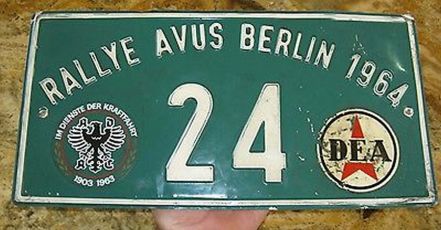 RALLYE AVUS BERLIN 1964
IM DIENSTE DER KRAFTFAHRT
A D
A C
1903 1963
24
DEA